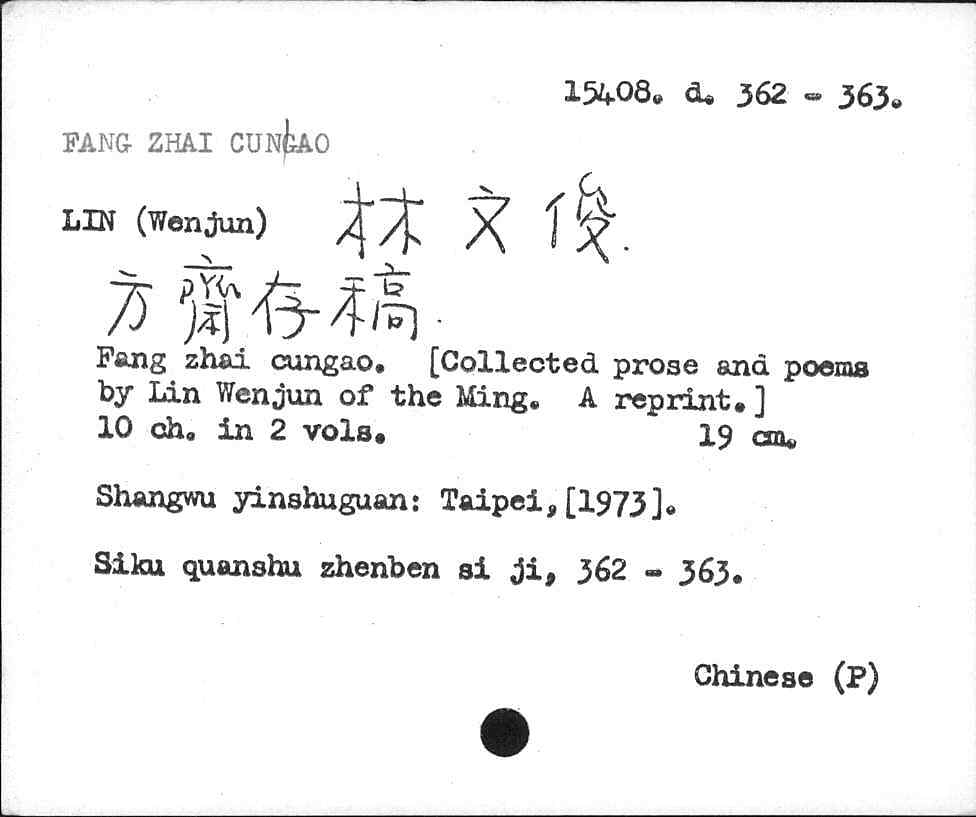 15408. d. 362 - 363.
FANG ZHAI CUNGAO
LIN (Wenjun) 林文俊.
方齋存稿.
Fang zhai cungao. [Collected prose and poems
by Lin Wenjun of the Ming. A reprint.]
10 ch. in 2 vols. 19 cm.
Shangwu yinshuguan: Taipei,[1973].
Siku quanshu zhenben si ji, 362 - 363.
Chinese (P)